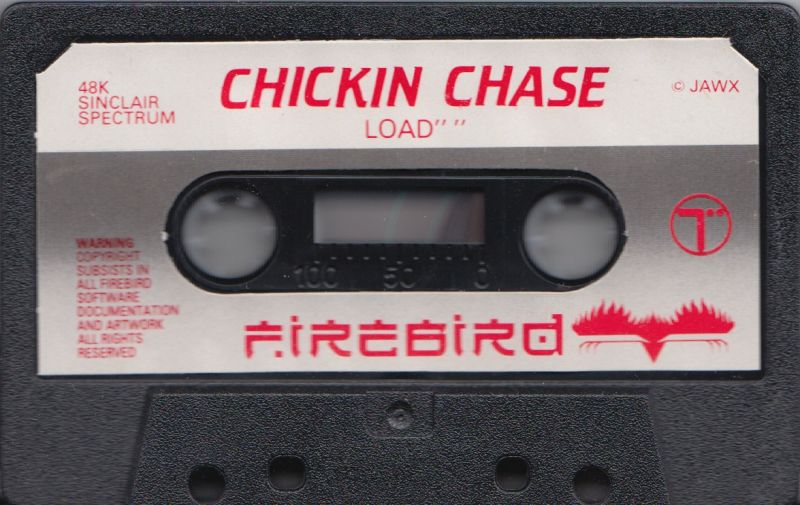 48K
SINCLAIR
SPECTRUM
CHICKIN CHASE
LOAD" "
© JAWX
WARNING
COPYRIGHT
SUBSISTS IN
ALL FIREBIRD
SOFTWARE
DOCUMENTATION
AND ARTWORK
ALL RIGHTS
RESERVED
100 50 0
FIREBIRD